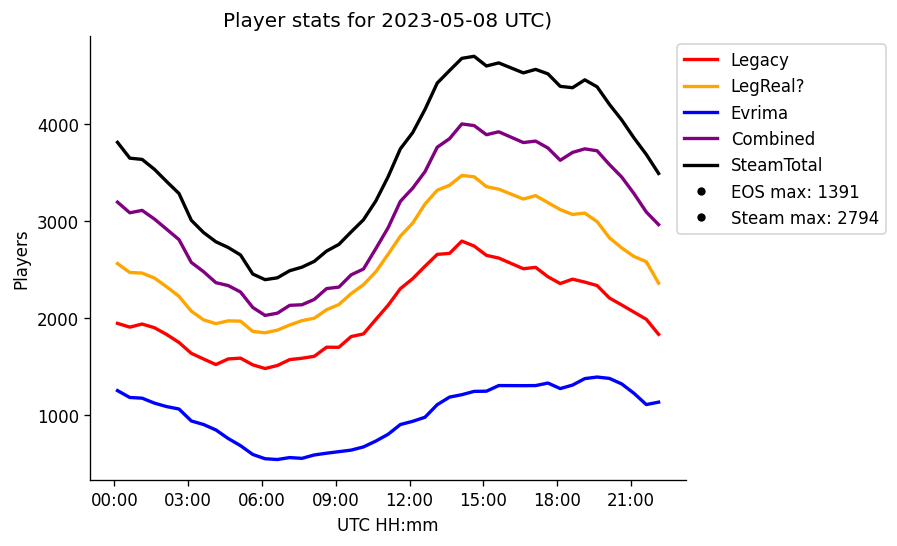 Player stats for 2023-05-08 UTC)
Legacy
LegReal?
Evrima
Combined
SteamTotal
EOS max: 1391
Steam max: 2794
Players
4000
3000
2000
1000
00:00 03:00 06:00 09:00 12:00 15:00 18:00 21:00
UTC HH:mm